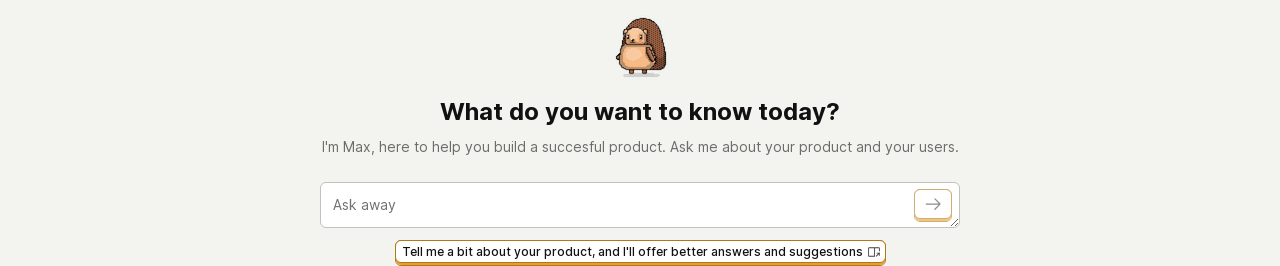 What do you want to know today?
I'm Max, here to help you build a succesful product. Ask me about your product and your users.
Ask away
Tell me a bit about your product, and I'll offer better answers and suggestions